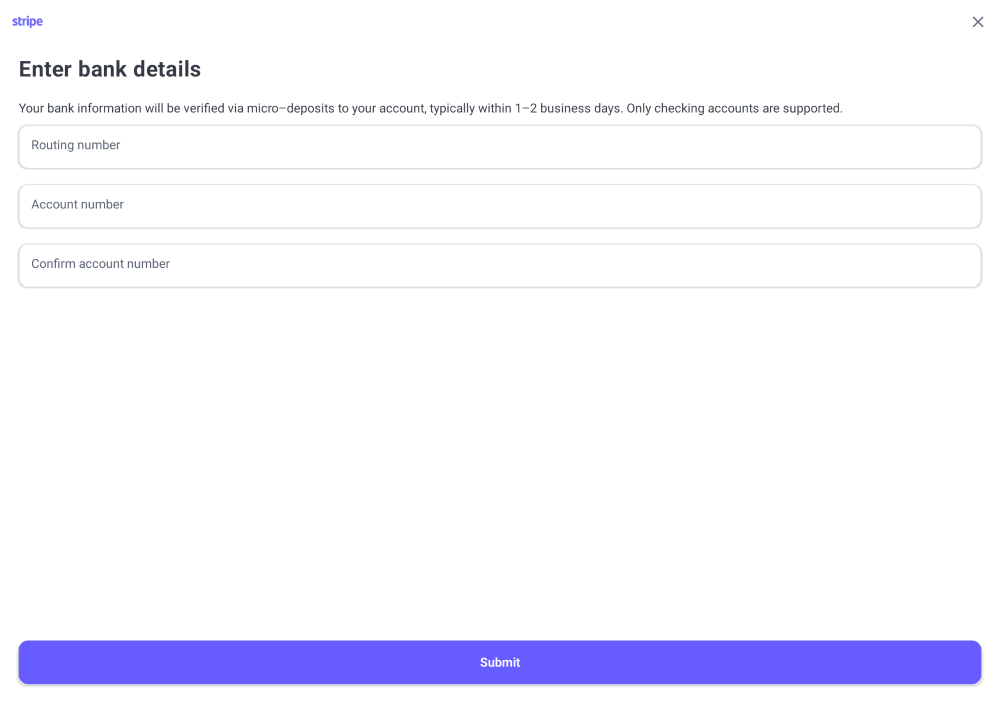 stripe
Enter bank details
Your bank information will be verified via micro–deposits to your account, typically within 1–2 business days. Only checking accounts are supported.
Routing number
Account number
Confirm account number
Submit